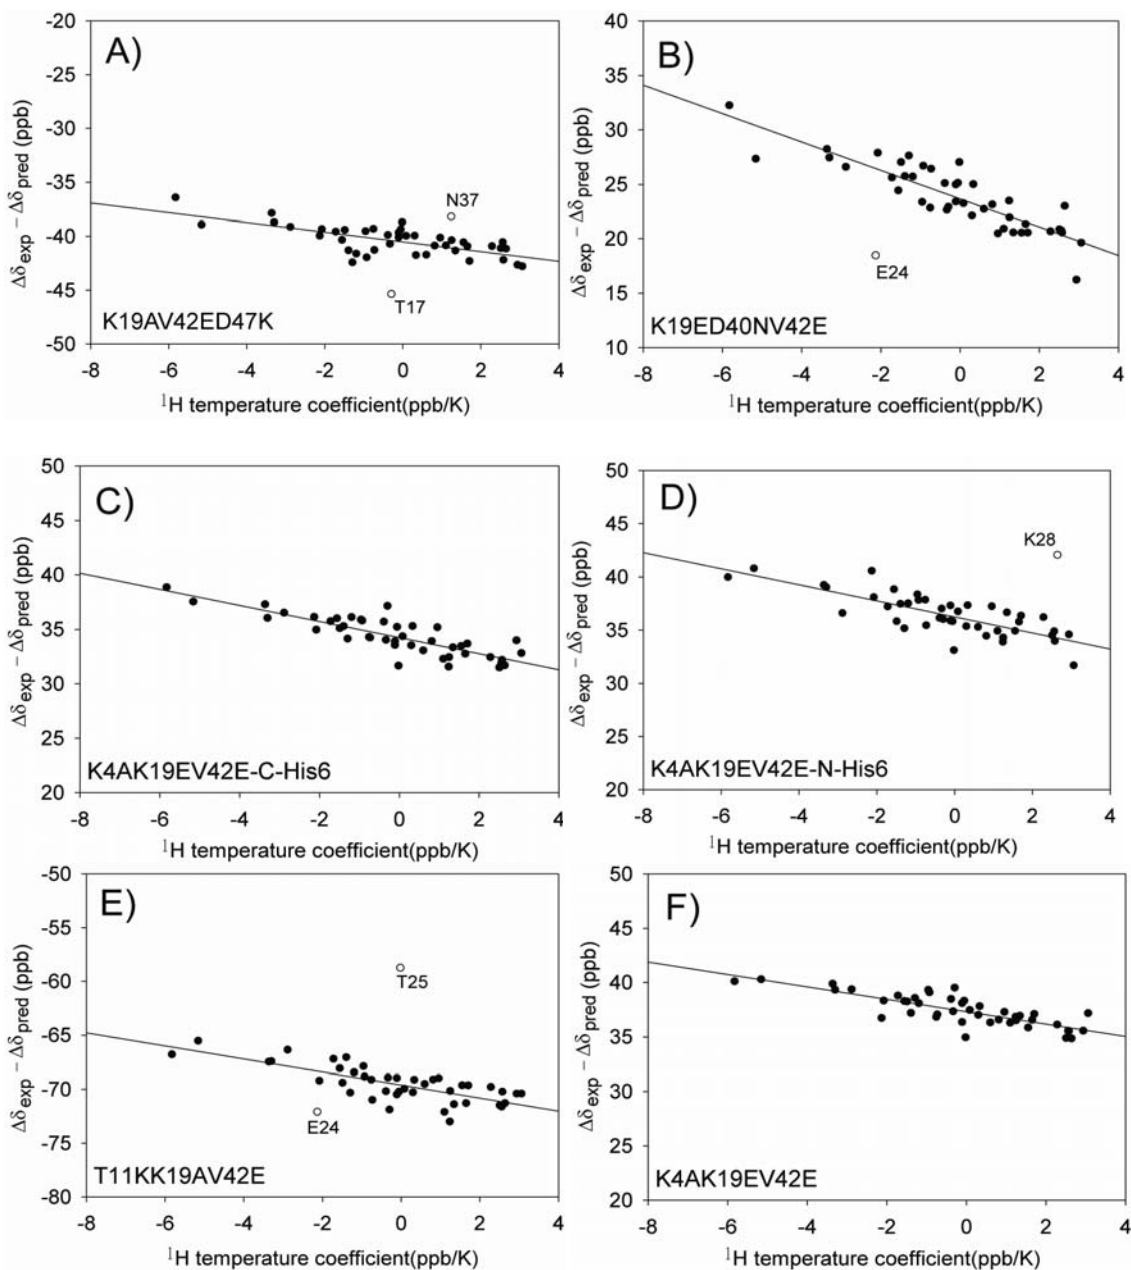 A)
-20
-25
-30
-35
-40
-45
-50
Δδexp − Δδpred (ppb)
N37
T17
K19AV42ED47K
-8 -6 -4 -2 0 2 4
1H temperature coefficient(ppb/K)
B)
40
35
30
25
20
15
10
Δδexp − Δδpred (ppb)
E24
K19ED40NV42E
-8 -6 -4 -2 0 2 4
1H temperature coefficient(ppb/K)
C)
50
45
40
35
30
25
20
Δδexp − Δδpred (ppb)
K4AK19EV42E-C-His6
-8 -6 -4 -2 0 2 4
1H temperature coefficient(ppb/K)
D)
50
45
40
35
30
25
20
Δδexp − Δδpred (ppb)
K28
K4AK19EV42E-N-His6
-8 -6 -4 -2 0 2 4
1H temperature coefficient(ppb/K)
E)
-50
-55
-60
-65
-70
-75
-80
Δδexp − Δδpred (ppb)
T25
E24
T11KK19AV42E
-8 -6 -4 -2 0 2 4
1H temperature coefficient(ppb/K)
F)
50
45
40
35
30
25
20
Δδexp − Δδpred (ppb)
K4AK19EV42E
-8 -6 -4 -2 0 2 4
1H temperature coefficient(ppb/K)